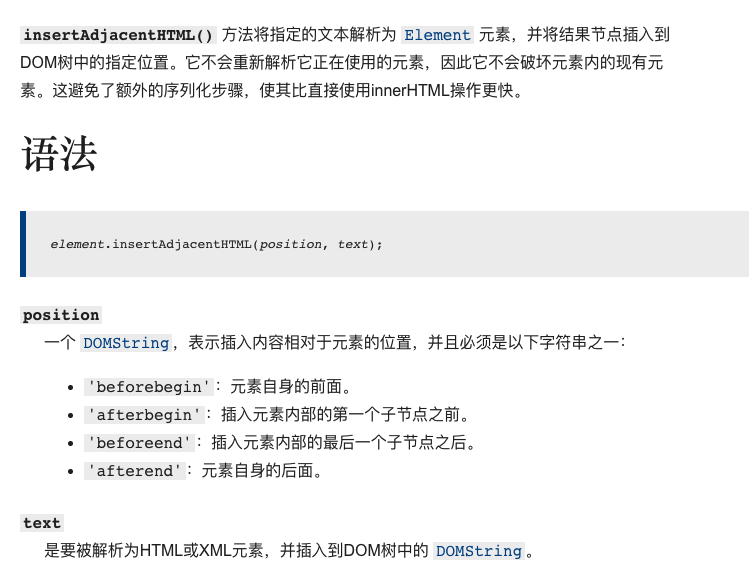 insertAdjacentHTML() 方法将指定的文本解析为 Element 元素，并将结果节点插入到
DOM树中的指定位置。它不会重新解析它正在使用的元素，因此它不会破坏元素内的现有元
素。这避免了额外的序列化步骤，使其比直接使用innerHTML操作更快。
语法
element.insertAdjacentHTML(position, text);
position
一个 DOMString，表示插入内容相对于元素的位置，并且必须是以下字符串之一：
• 'beforebegin'：元素自身的前面。
• 'afterbegin'：插入元素内部的第一个子节点之前。
• 'beforeend'：插入元素内部的最后一个子节点之后。
• 'afterend'：元素自身的后面。
text
是要被解析为HTML或XML元素，并插入到DOM树中的 DOMString。